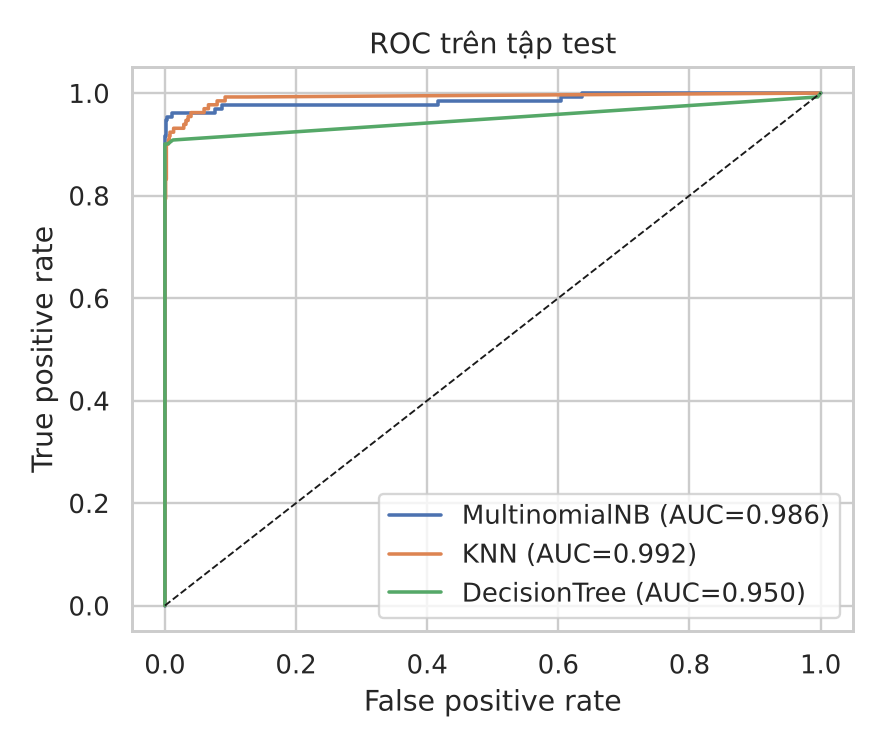 ROC trên tập test
True positive rate
1.0
0.8
0.6
0.4
0.2
0.0
MultinomialNB (AUC=0.986)
KNN (AUC=0.992)
DecisionTree (AUC=0.950)
0.0 0.2 0.4 0.6 0.8 1.0
False positive rate